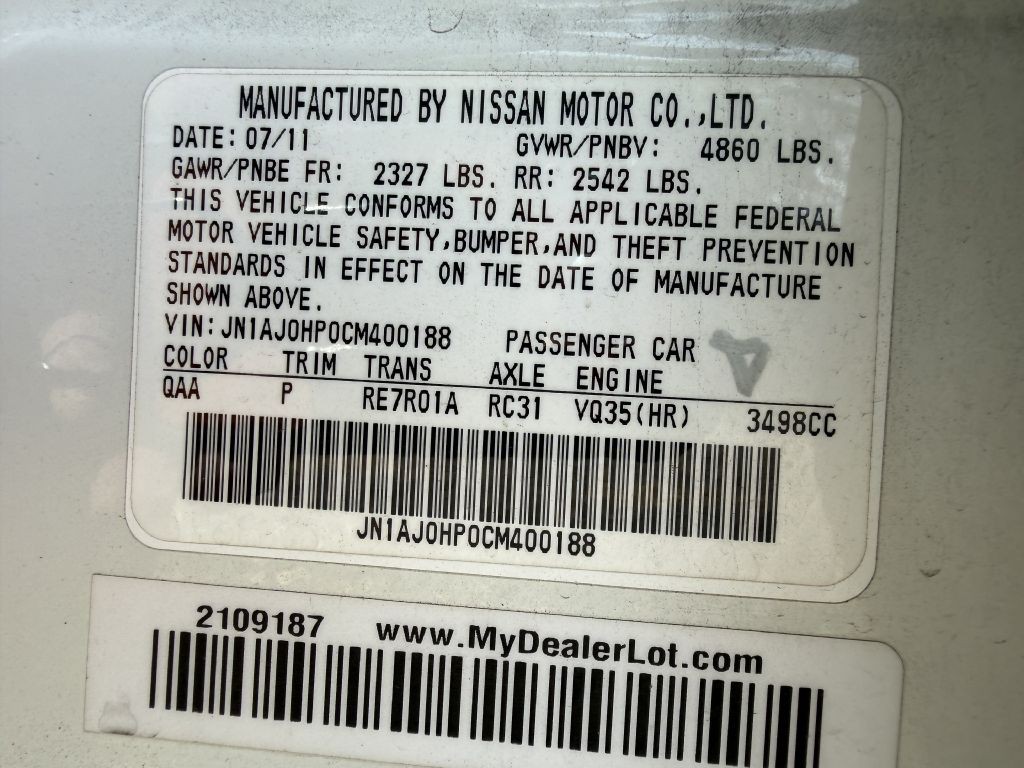 MANUFACTURED BY NISSAN MOTOR CO.,LTD.
DATE: 07/11 GVWR/PNBV: 4860 LBS.
GAWR/PNBE FR: 2327 LBS. RR: 2542 LBS.
THIS VEHICLE CONFORMS TO ALL APPLICABLE FEDERAL
MOTOR VEHICLE SAFETY,BUMPER,AND THEFT PREVENTION
STANDARDS IN EFFECT ON THE DATE OF MANUFACTURE
SHOWN ABOVE.
VIN: JN1AJ0HP0CM400188 PASSENGER CAR
COLOR TRIM TRANS AXLE ENGINE
QAA P RE7R01A RC31 VQ35(HR) 3498CC
JN1AJ0HP0CM400188
2109187 www.MyDealerLot.com